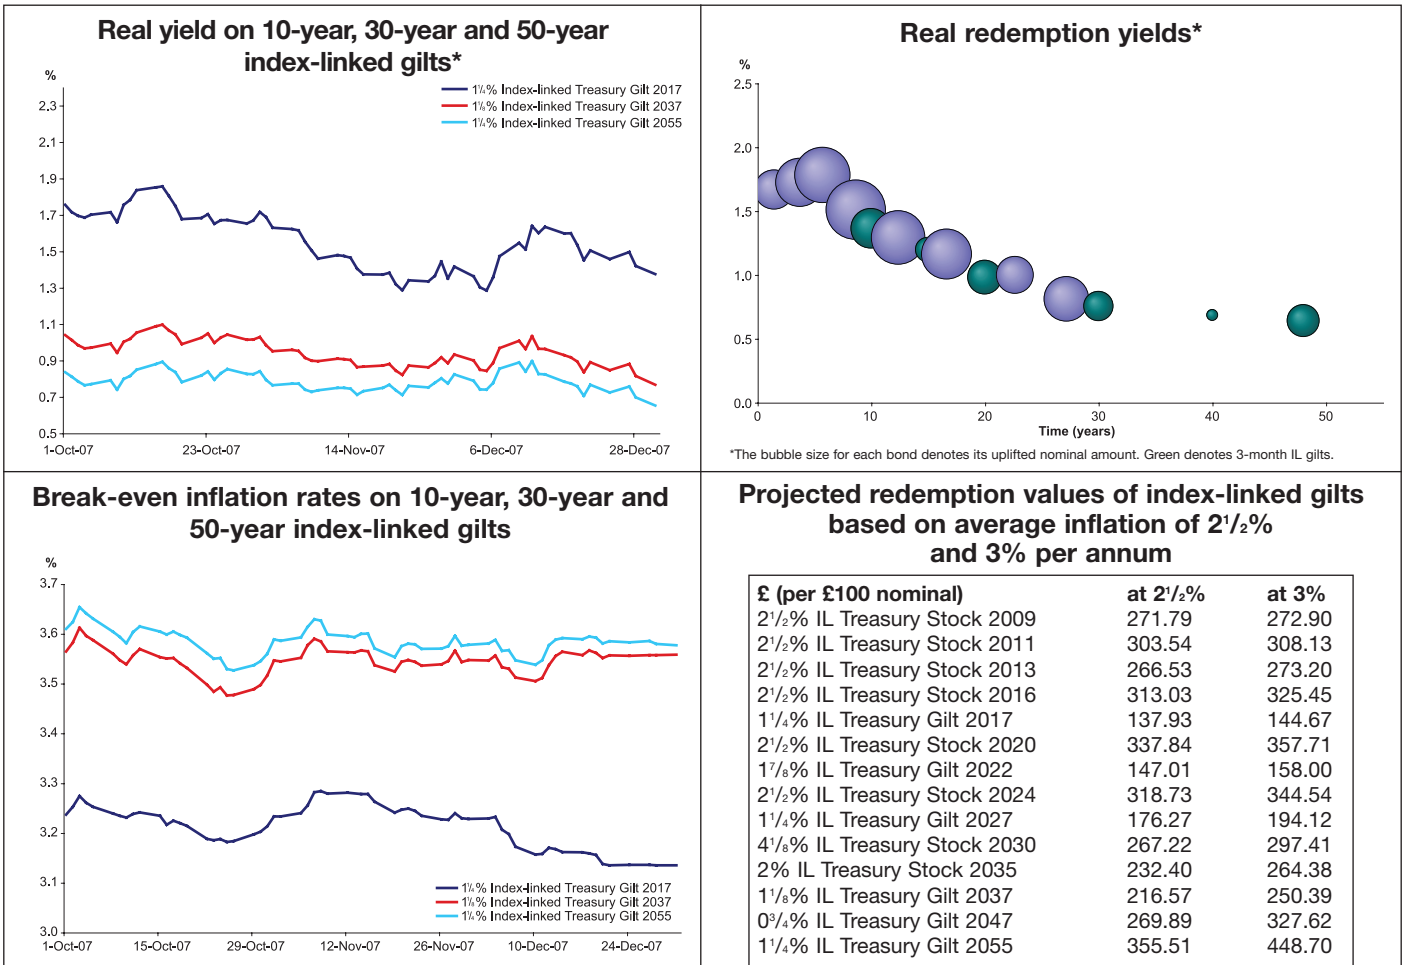 Real yield on 10-year, 30-year and 50-year
index-linked gilts*
%
1¼% Index-linked Treasury Gilt 2017
1⅛% Index-linked Treasury Gilt 2037
1¼% Index-linked Treasury Gilt 2055
2.3
2.1
1.9
1.7
1.5
1.3
1.1
0.9
0.7
0.5
1-Oct-07 23-Oct-07 14-Nov-07 6-Dec-07 28-Dec-07
Real redemption yields*
%
2.5
2.0
1.5
1.0
0.5
0.0
0 10 20 30 40 50
Time (years)
*The bubble size for each bond denotes its uplifted nominal amount. Green denotes 3-month IL gilts.
Break-even inflation rates on 10-year, 30-year and
50-year index-linked gilts
%
3.7
3.6
3.5
3.4
3.3
3.2
3.1
3.0
1¼% Index-linked Treasury Gilt 2017
1⅛% Index-linked Treasury Gilt 2037
1¼% Index-linked Treasury Gilt 2055
1-Oct-07 15-Oct-07 29-Oct-07 12-Nov-07 26-Nov-07 10-Dec-07 24-Dec-07
Projected redemption values of index-linked gilts
based on average inflation of 2½%
and 3% per annum
£ (per £100 nominal) at 2½% at 3%
2½% IL Treasury Stock 2009 271.79 272.90
2½% IL Treasury Stock 2011 303.54 308.13
2½% IL Treasury Stock 2013 266.53 273.20
2½% IL Treasury Stock 2016 313.03 325.45
1¼% IL Treasury Gilt 2017 137.93 144.67
2½% IL Treasury Stock 2020 337.84 357.71
1⅞% IL Treasury Gilt 2022 147.01 158.00
2½% IL Treasury Stock 2024 318.73 344.54
1¼% IL Treasury Gilt 2027 176.27 194.12
4⅛% IL Treasury Stock 2030 267.22 297.41
2% IL Treasury Stock 2035 232.40 264.38
1⅛% IL Treasury Gilt 2037 216.57 250.39
0¾% IL Treasury Gilt 2047 269.89 327.62
1¼% IL Treasury Gilt 2055 355.51 448.70